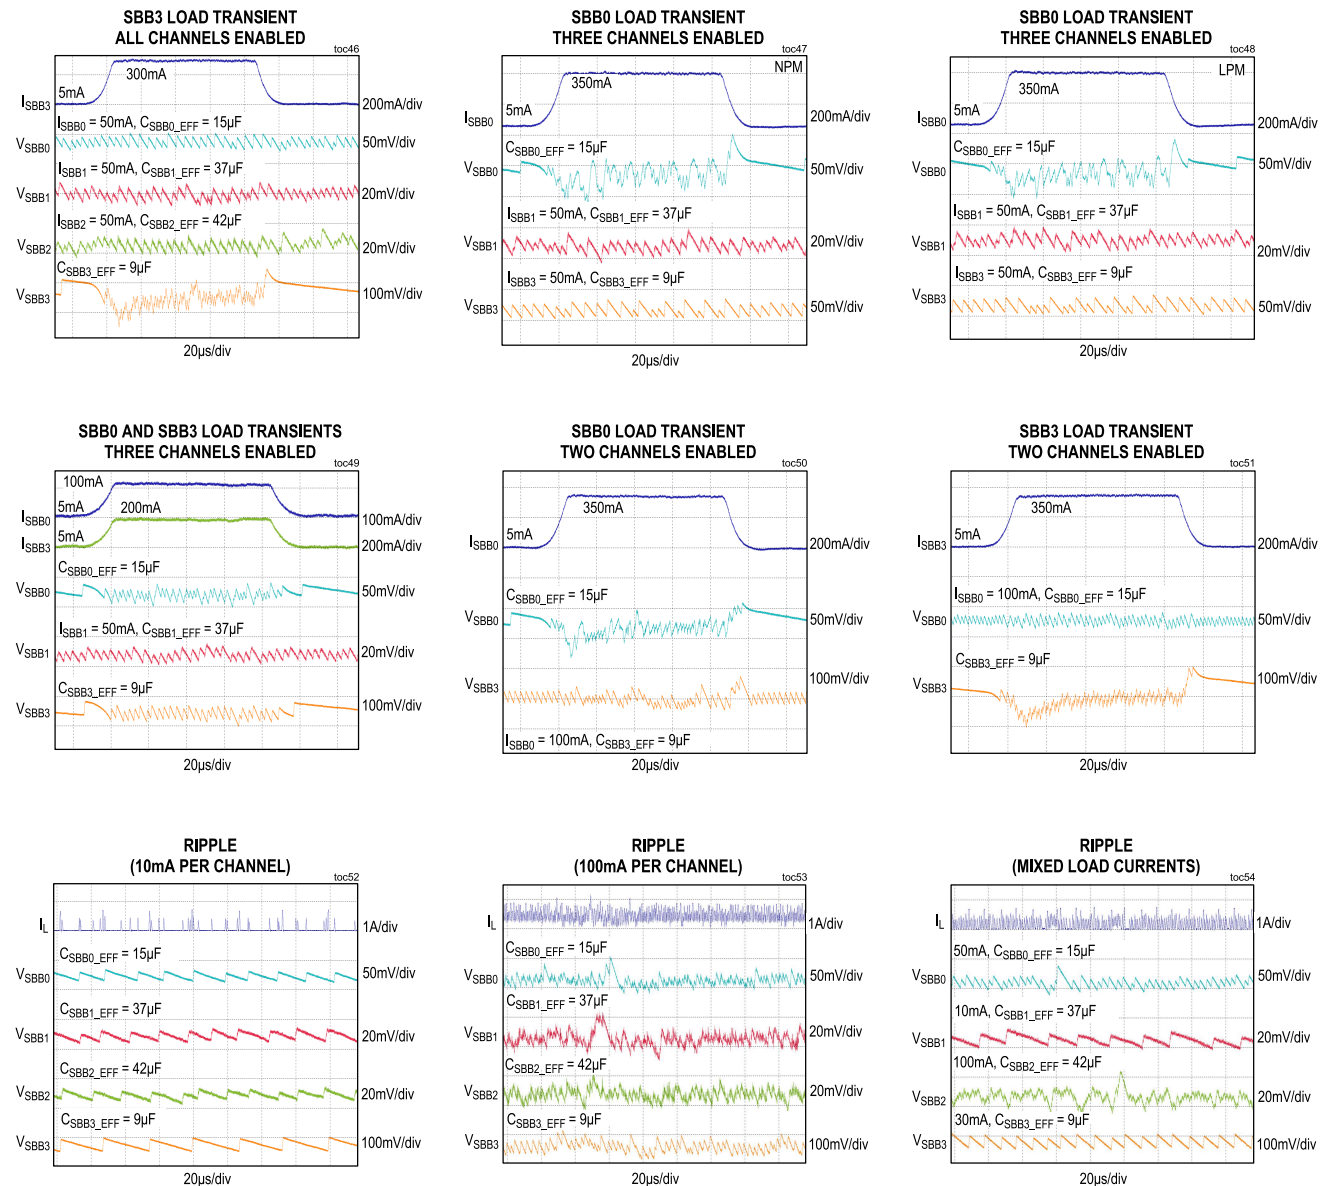 SBB3 LOAD TRANSIENT
ALL CHANNELS ENABLED
toc46
300mA
5mA
ISBB3
200mA/div
ISBB0 = 50mA, CSBB0_EFF = 15µF
VSBB0
50mV/div
ISBB1 = 50mA, CSBB1_EFF = 37µF
VSBB1
20mV/div
ISBB2 = 50mA, CSBB2_EFF = 42µF
VSBB2
20mV/div
CSBB3_EFF = 9µF
VSBB3
100mV/div
20µs/div
SBB0 LOAD TRANSIENT
THREE CHANNELS ENABLED
toc47
NPM
350mA
5mA
ISBB0
200mA/div
CSBB0_EFF = 15µF
VSBB0
50mV/div
ISBB1 = 50mA, CSBB1_EFF = 37µF
VSBB1
20mV/div
ISBB3 = 50mA, CSBB3_EFF = 9µF
VSBB3
50mV/div
20µs/div
SBB0 LOAD TRANSIENT
THREE CHANNELS ENABLED
toc48
LPM
350mA
5mA
ISBB0
200mA/div
CSBB0_EFF = 15µF
VSBB0
50mV/div
ISBB1 = 50mA, CSBB1_EFF = 37µF
VSBB1
20mV/div
ISBB3 = 50mA, CSBB3_EFF = 9µF
VSBB3
50mV/div
20µs/div
SBB0 AND SBB3 LOAD TRANSIENTS
THREE CHANNELS ENABLED
toc49
100mA
5mA
200mA
ISBB0
100mA/div
5mA
ISBB3
200mA/div
CSBB0_EFF = 15µF
VSBB0
50mV/div
ISBB1 = 50mA, CSBB1_EFF = 37µF
VSBB1
20mV/div
CSBB3_EFF = 9µF
VSBB3
100mV/div
20µs/div
SBB0 LOAD TRANSIENT
TWO CHANNELS ENABLED
toc50
350mA
5mA
ISBB0
200mA/div
CSBB0_EFF = 15µF
VSBB0
50mV/div
VSBB3
100mV/div
ISBB0 = 100mA, CSBB3_EFF = 9µF
20µs/div
SBB3 LOAD TRANSIENT
TWO CHANNELS ENABLED
toc51
350mA
5mA
ISBB3
200mA/div
ISBB0 = 100mA, CSBB0_EFF = 15µF
VSBB0
50mV/div
CSBB3_EFF = 9µF
VSBB3
100mV/div
20µs/div
RIPPLE
(10mA PER CHANNEL)
toc52
IL
1A/div
CSBB0_EFF = 15µF
VSBB0
50mV/div
CSBB1_EFF = 37µF
VSBB1
20mV/div
CSBB2_EFF = 42µF
VSBB2
20mV/div
CSBB3_EFF = 9µF
VSBB3
100mV/div
20µs/div
RIPPLE
(100mA PER CHANNEL)
toc53
IL
1A/div
CSBB0_EFF = 15µF
VSBB0
50mV/div
CSBB1_EFF = 37µF
VSBB1
20mV/div
CSBB2_EFF = 42µF
VSBB2
20mV/div
CSBB3_EFF = 9µF
VSBB3
100mV/div
20µs/div
RIPPLE
(MIXED LOAD CURRENTS)
toc54
IL
1A/div
50mA, CSBB0_EFF = 15µF
VSBB0
50mV/div
10mA, CSBB1_EFF = 37µF
VSBB1
20mV/div
100mA, CSBB2_EFF = 42µF
VSBB2
20mV/div
30mA, CSBB3_EFF = 9µF
VSBB3
100mV/div
20µs/div